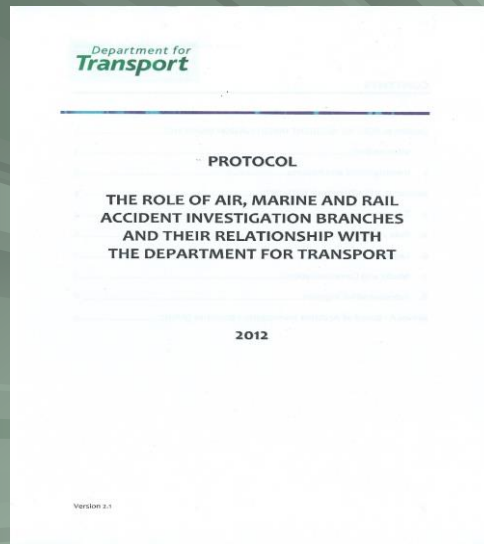 Department for
Transport
PROTOCOL
THE ROLE OF AIR, MARINE AND RAIL
ACCIDENT INVESTIGATION BRANCHES
AND THEIR RELATIONSHIP WITH
THE DEPARTMENT FOR TRANSPORT
2012
Version 2.1